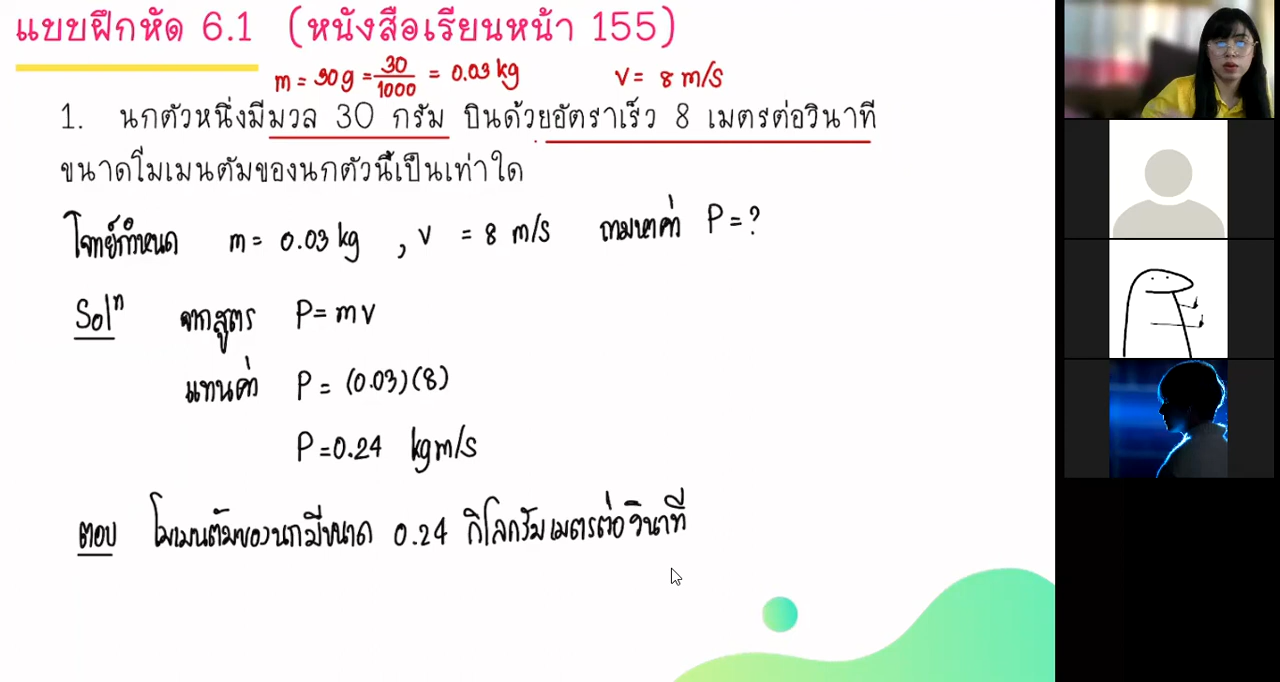 แบบฝึกหัด 6.1 (หนังสือเรียนหน้า 155)
m = 30 g = 30/1000 = 0.03 kg v = 8 m/s
1. นกตัวหนึ่งมีมวล 30 กรัม บินด้วยอัตราเร็ว 8 เมตรต่อวินาที
ขนาดโมเมนตัมของนกตัวนี้เป็นเท่าใด
โจทย์กำหนด m = 0.03 kg , v = 8 m/s ถามหาค่า P = ?
Solⁿ จากสูตร P = mv
แทนค่า P = (0.03)(8)
P = 0.24 kg m/s
ตอบ โมเมนตัมของนกมีขนาด 0.24 กิโลกรัมเมตรต่อวินาที